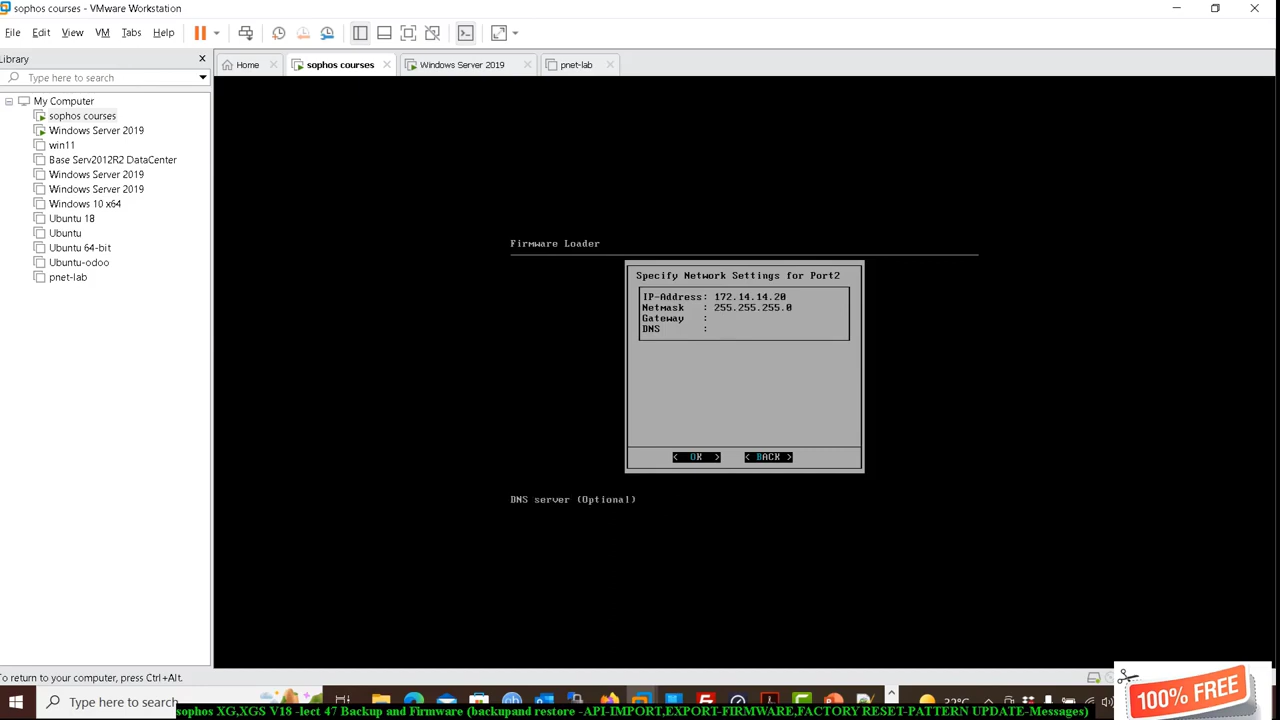 sophos courses - VMware Workstation
File Edit View VM Tabs Help
Library
Home sophos courses Windows Server 2019 pnet-lab
Type here to search
My Computer
sophos courses
Windows Server 2019
win11
Base Serv2012R2 DataCenter
Windows Server 2019
Windows Server 2019
Windows 10 x64
Ubuntu 18
Ubuntu
Ubuntu 64-bit
Ubuntu-odoo
pnet-lab
Firmware Loader
Specify Network Settings for Port2
IP-Address: 172.14.14.20
Netmask : 255.255.255.0
Gateway :
DNS :
< OK > < BACK >
DNS server (Optional)
To return to your computer, press Ctrl+Alt.
Type here to search
100% FREE
sophos XG,XGS V18 -lect 47 Backup and Firmware (backupand restore -API-IMPORT,EXPORT-FIRMWARE,FACTORY RESET-PATTERN UPDATE-Messages)